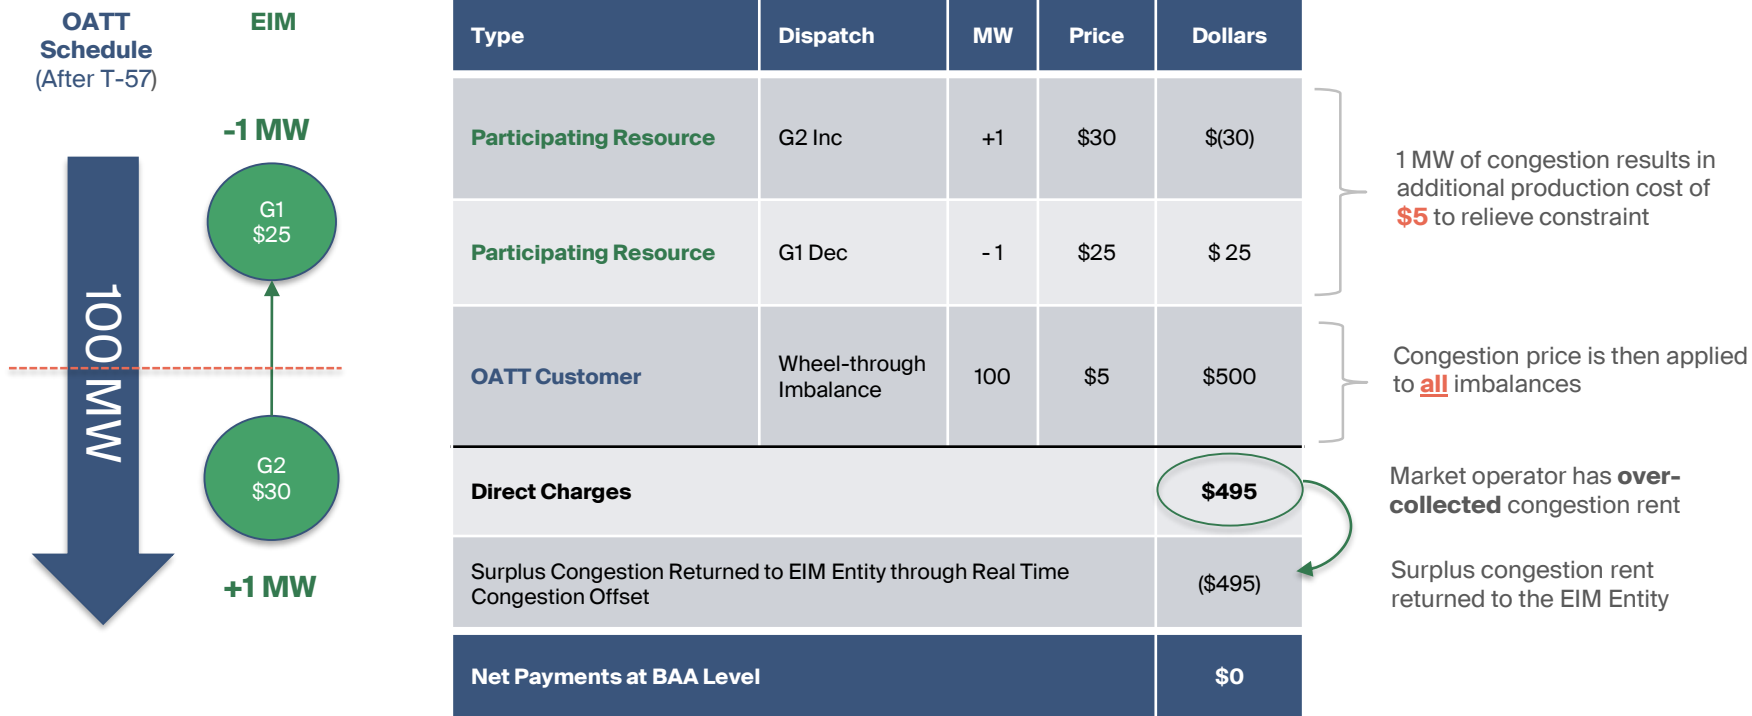 OATT
Schedule
(After T-57)
EIM
-1 MW
G1
$25
100 MW
G2
$30
+1 MW
Type Dispatch MW Price Dollars
Participating Resource G2 Inc +1 $30 $(30)
Participating Resource G1 Dec - 1 $25 $ 25
OATT Customer Wheel-through Imbalance 100 $5 $500
Direct Charges $495
Surplus Congestion Returned to EIM Entity through Real Time
Congestion Offset ($495)
Net Payments at BAA Level $0
1 MW of congestion results in
additional production cost of
$5 to relieve constraint
Congestion price is then applied
to all imbalances
Market operator has over-
collected congestion rent
Surplus congestion rent
returned to the EIM Entity